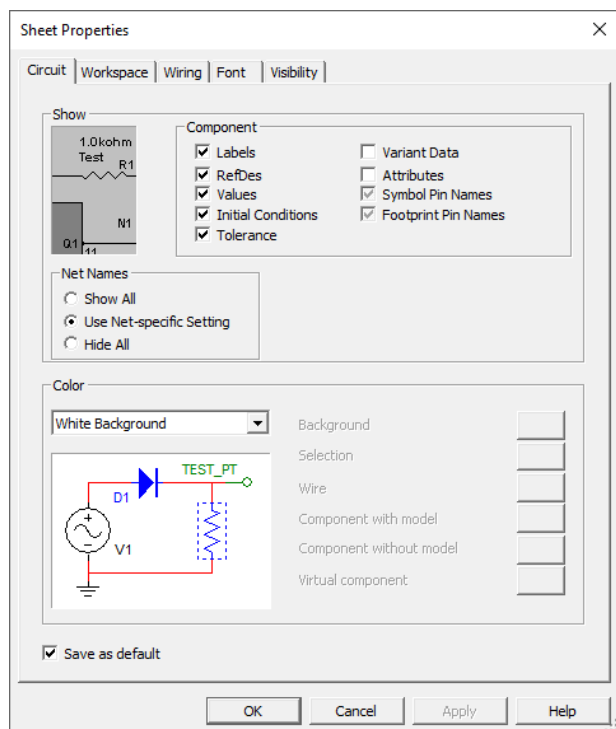 Sheet Properties
Circuit Workspace Wiring Font Visibility
Show
1.0kohm
Test
R1
N1
Q1
11
Component
Labels
RefDes
Values
Initial Conditions
Tolerance
Variant Data
Attributes
Symbol Pin Names
Footprint Pin Names
Net Names
Show All
Use Net-specific Setting
Hide All
Color
White Background
TEST_PT
D1
V1
Background
Selection
Wire
Component with model
Component without model
Virtual component
Save as default
OK Cancel Apply Help